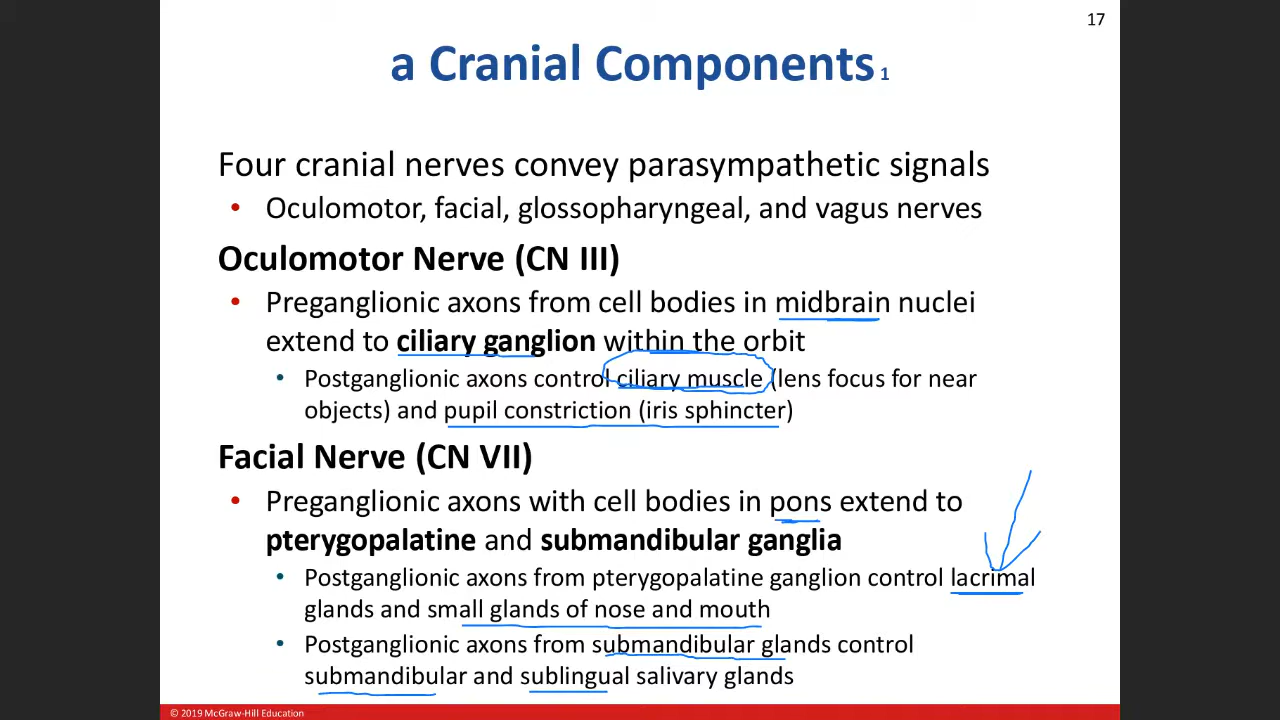 17
a Cranial Components 1
Four cranial nerves convey parasympathetic signals
• Oculomotor, facial, glossopharyngeal, and vagus nerves
Oculomotor Nerve (CN III)
• Preganglionic axons from cell bodies in midbrain nuclei
extend to ciliary ganglion within the orbit
• Postganglionic axons control ciliary muscle (lens focus for near
objects) and pupil constriction (iris sphincter)
Facial Nerve (CN VII)
• Preganglionic axons with cell bodies in pons extend to
pterygopalatine and submandibular ganglia
• Postganglionic axons from pterygopalatine ganglion control lacrimal
glands and small glands of nose and mouth
• Postganglionic axons from submandibular glands control
submandibular and sublingual salivary glands
© 2019 McGraw-Hill Education